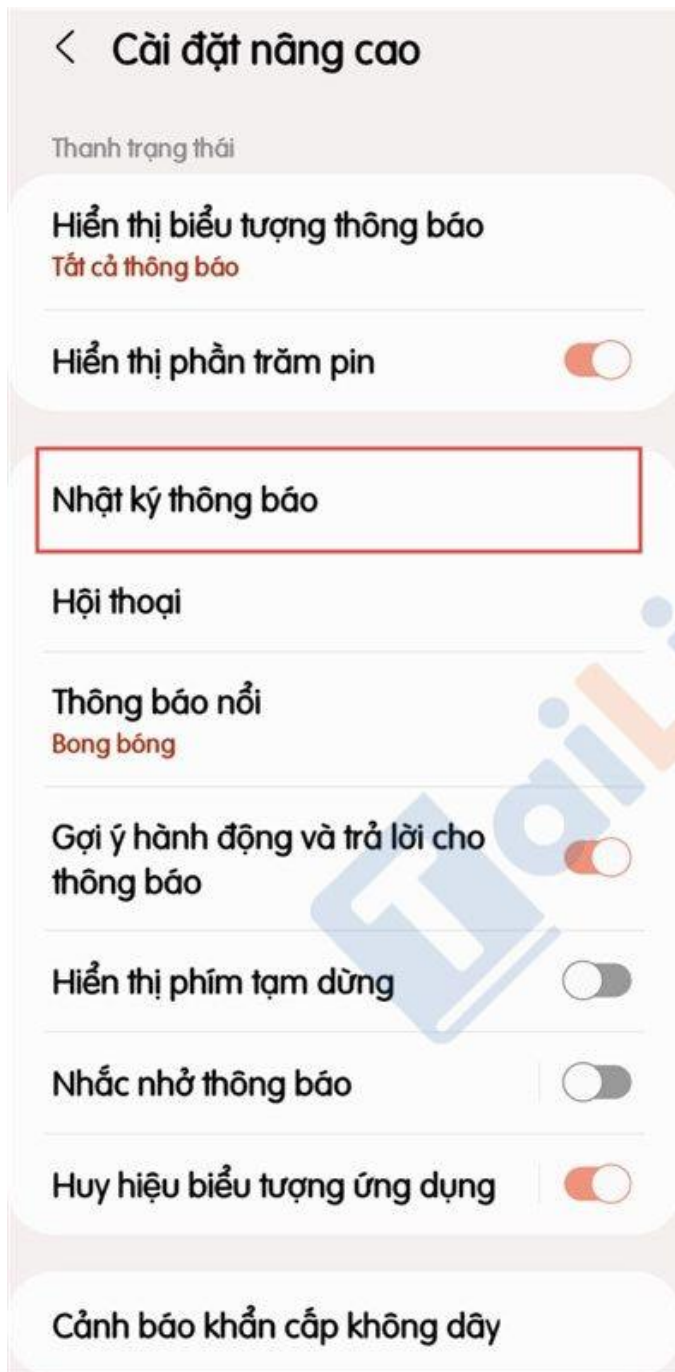 Cài đặt nâng cao
Thanh trạng thái
Hiển thị biểu tượng thông báo
Tất cả thông báo
Hiển thị phần trăm pin
Nhật ký thông báo
Hội thoại
Thông báo nổi
Bong bóng
Gợi ý hành động và trả lời cho
thông báo
Hiển thị phím tạm dừng
Nhắc nhở thông báo
Huy hiệu biểu tượng ứng dụng
Cảnh báo khẩn cấp không dây